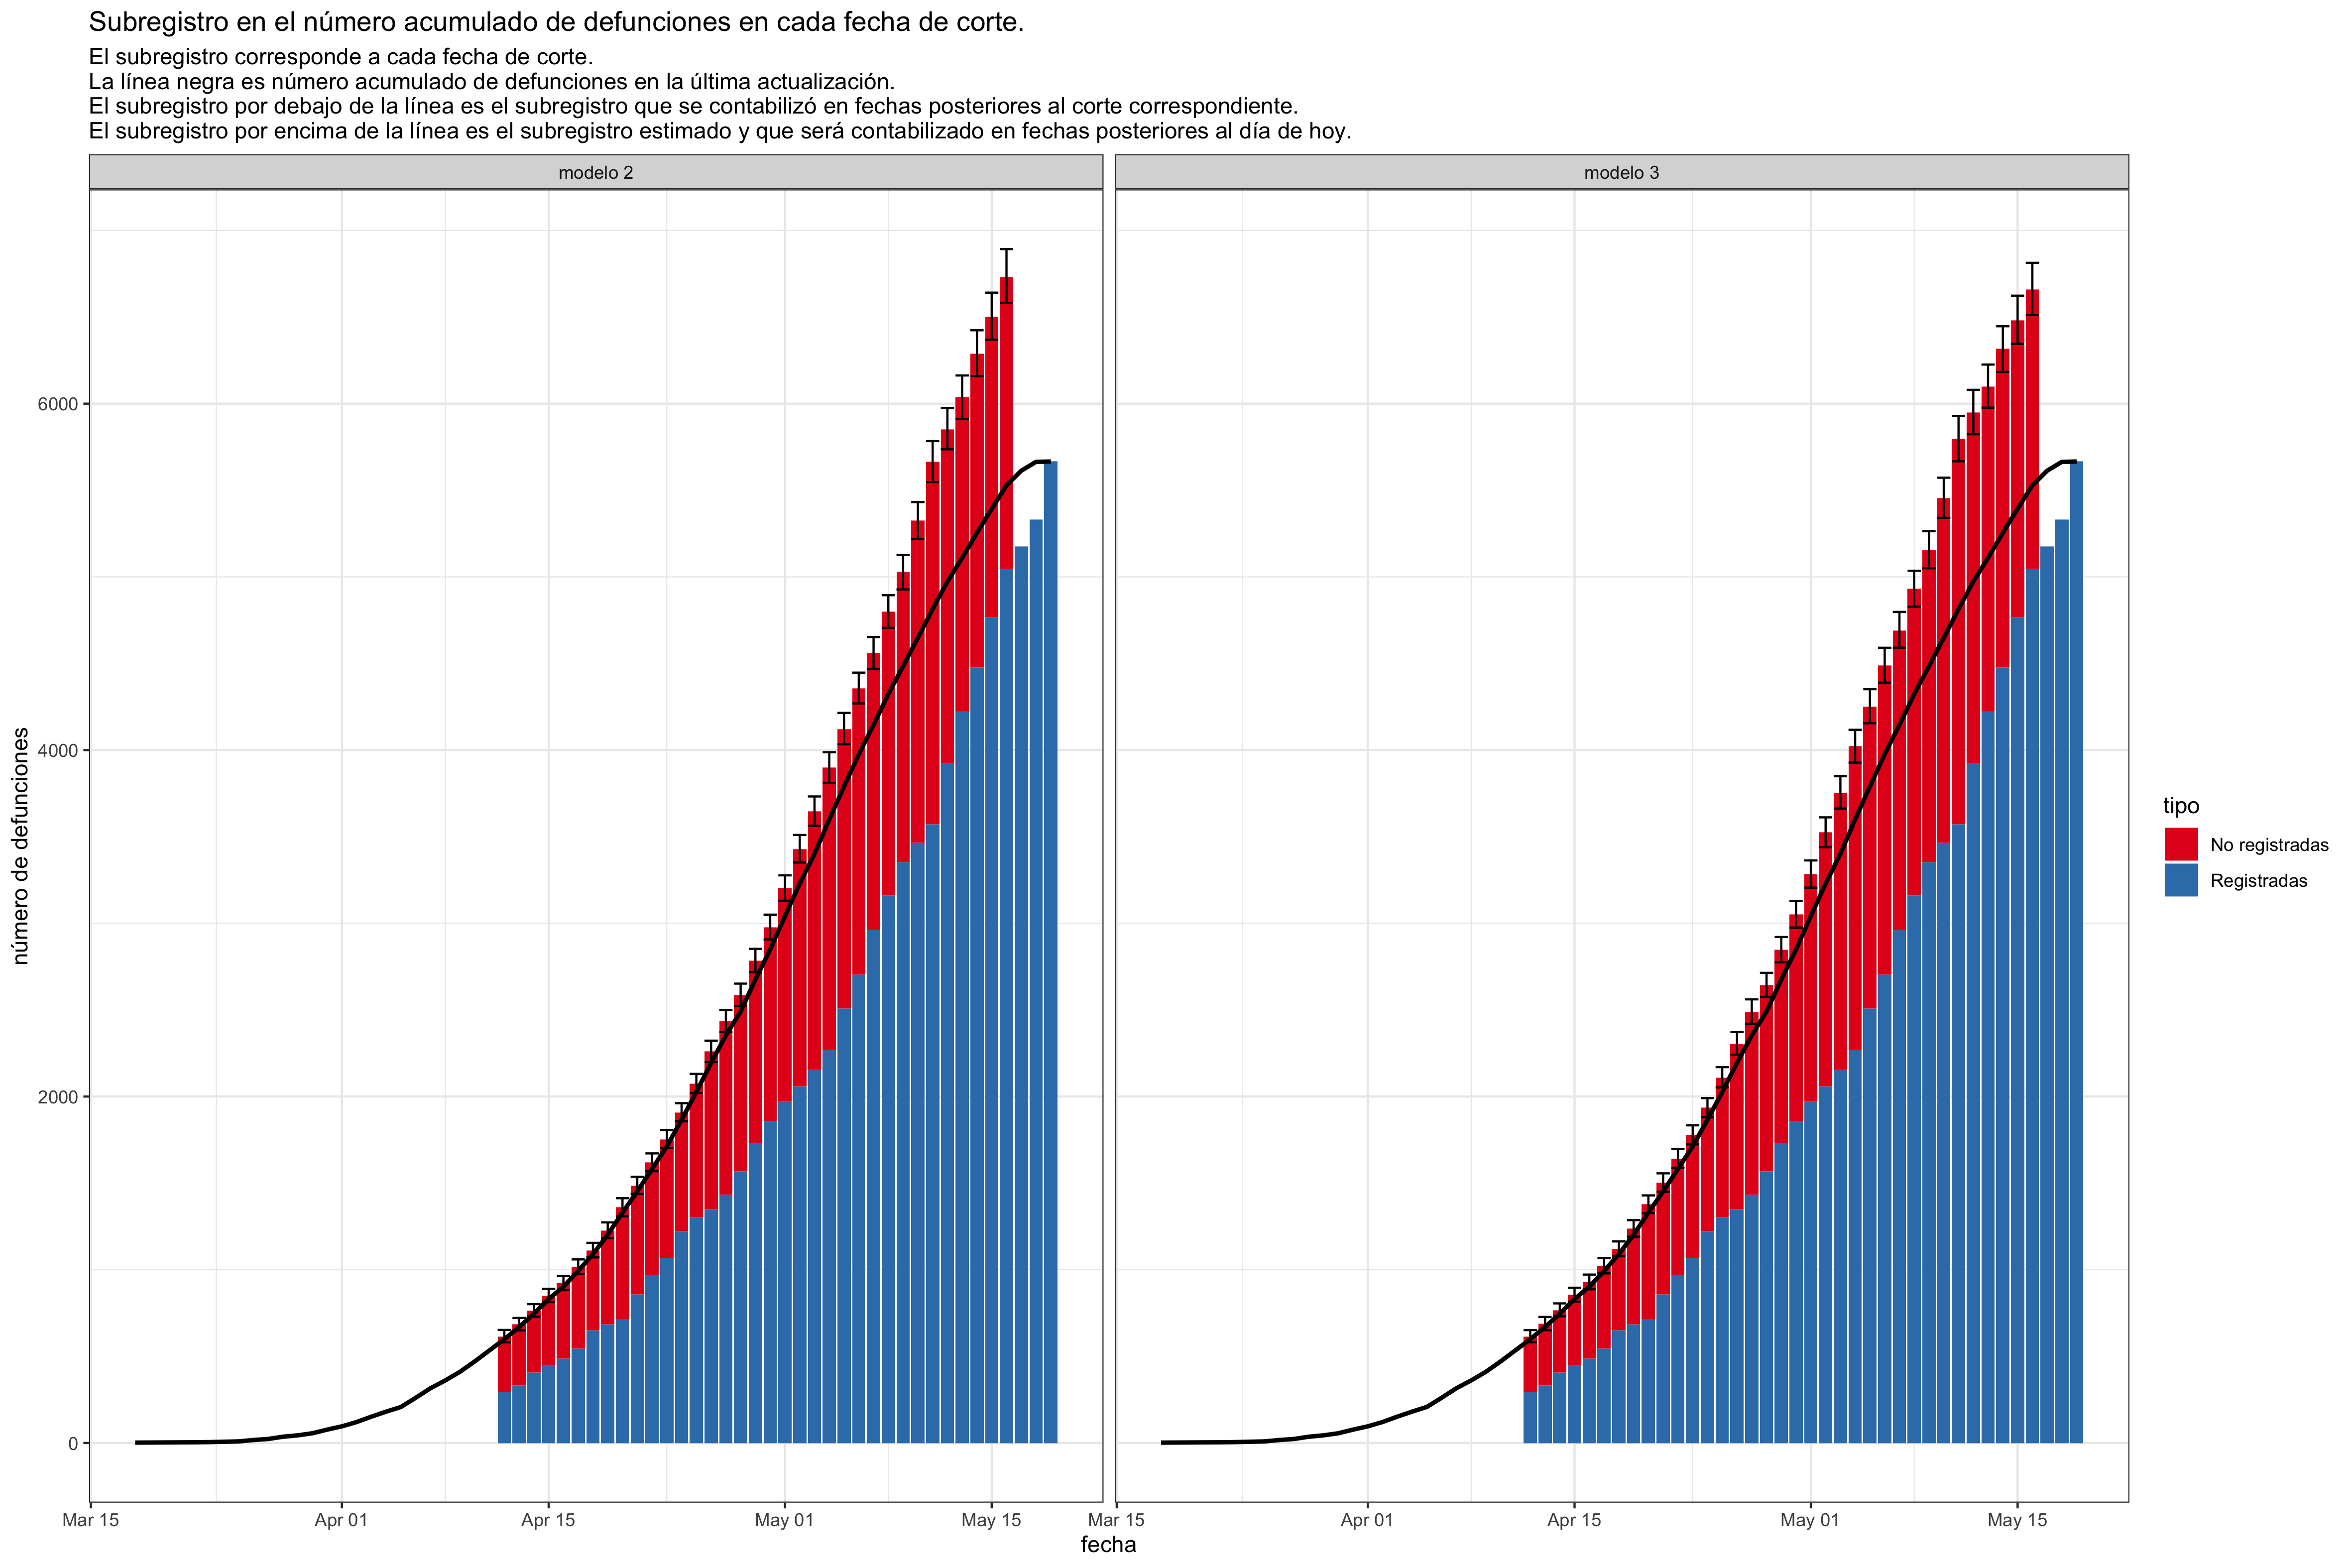 Subregistro en el número acumulado de defunciones en cada fecha de corte.
El subregistro corresponde a cada fecha de corte.
La línea negra es número acumulado de defunciones en la última actualización.
El subregistro por debajo de la línea es el subregistro que se contabilizó en fechas posteriores al corte correspondiente.
El subregistro por encima de la línea es el subregistro estimado y que será contabilizado en fechas posteriores al día de hoy.
modelo 2
modelo 3
número de defunciones
6000
4000
2000
0
tipo
No registradas
Registradas
Mar 15
Apr 01
Apr 15
May 01
May 15
Mar 15
Apr 01
Apr 15
May 01
May 15
fecha